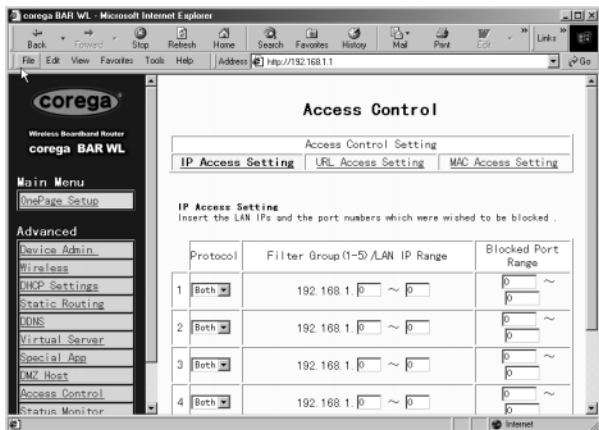 corega BAR WL - Microsoft Internet Explorer
Back Forward Stop Refresh Home Search Favorites History Mail Print Edit » Links »
File Edit View Favorites Tools Help Address http://192.168.1.1 Go
corega
Wireless Boardband Router
corega BAR WL
Main Menu
OnePage Setup
Advanced
Device Admin.
Wireless
DHCP Settings
Static Routing
DDNS
Virtual Server
Special App
DMZ Host
Access Control
Status Monitor
Access Control
Access Control Setting
IP Access Setting URL Access Setting MAC Access Setting
IP Access Setting
Insert the LAN IPs and the port numbers which were wished to be blocked .
Protocol Filter Group(1-5)/LAN IP Range Blocked Port Range
1 Both 192.168.1. 0 ~ 0 0 ~ 0
2 Both 192.168.1. 0 ~ 0 0 ~ 0
3 Both 192.168.1. 0 ~ 0 0 ~ 0
4 Both 192.168.1. 0 ~ 0 0 ~ 0
Internet